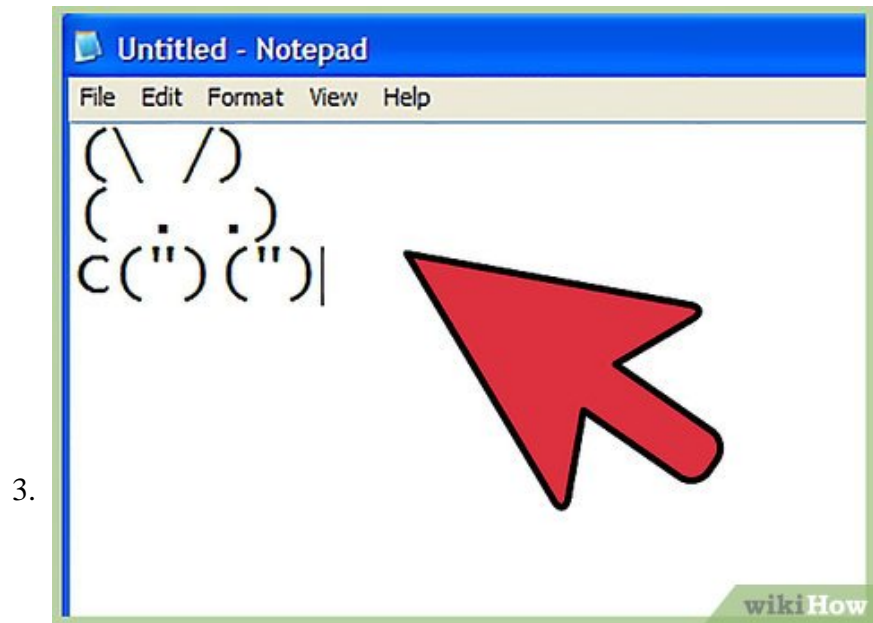 Untitled - Notepad
File Edit Format View Help
(\ /)
( . .)
c(")(")
3.
wikiHow